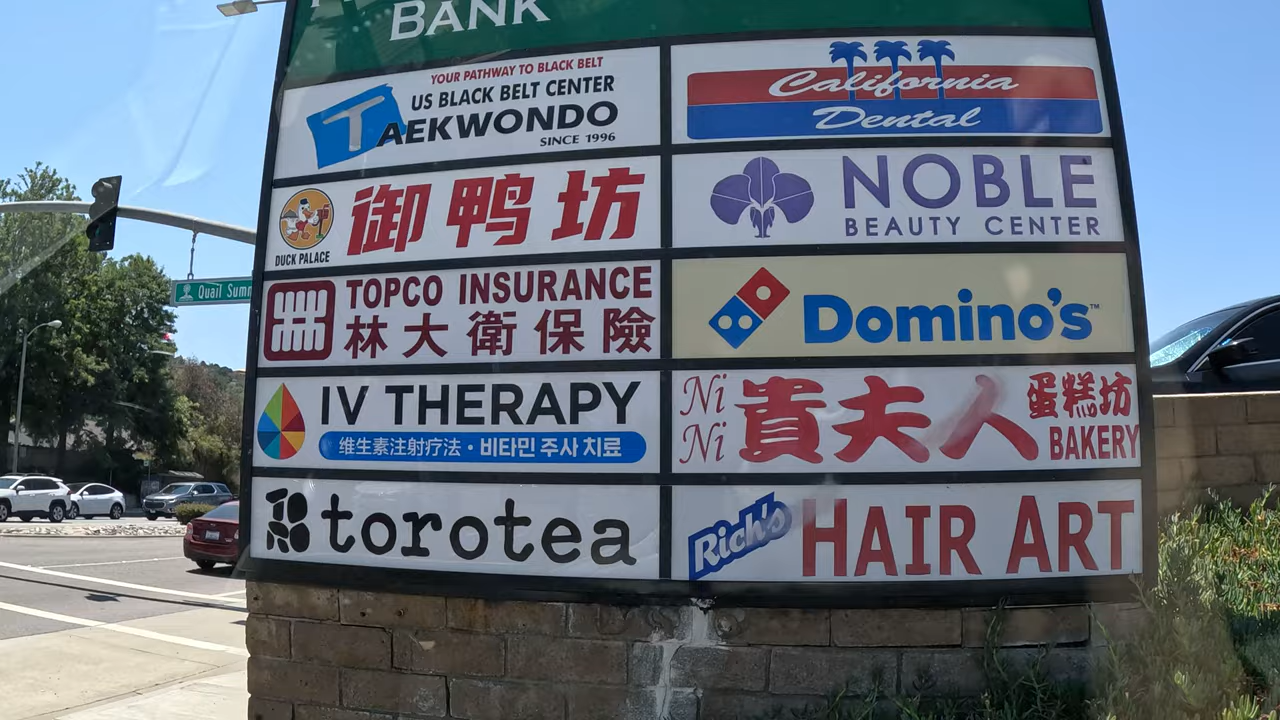 BANK
YOUR PATHWAY TO BLACK BELT
US BLACK BELT CENTER
TAEKWONDO
SINCE 1996
California
Dental
DUCK PALACE
御鸭坊
NOBLE
BEAUTY CENTER
TOPCO INSURANCE
林大衛保險
Domino's™
IV THERAPY
维生素注射疗法・비타민 주사 치료
Ni Ni
貴夫人
蛋糕坊
BAKERY
torotea
Rich's
HAIR ART
Quail